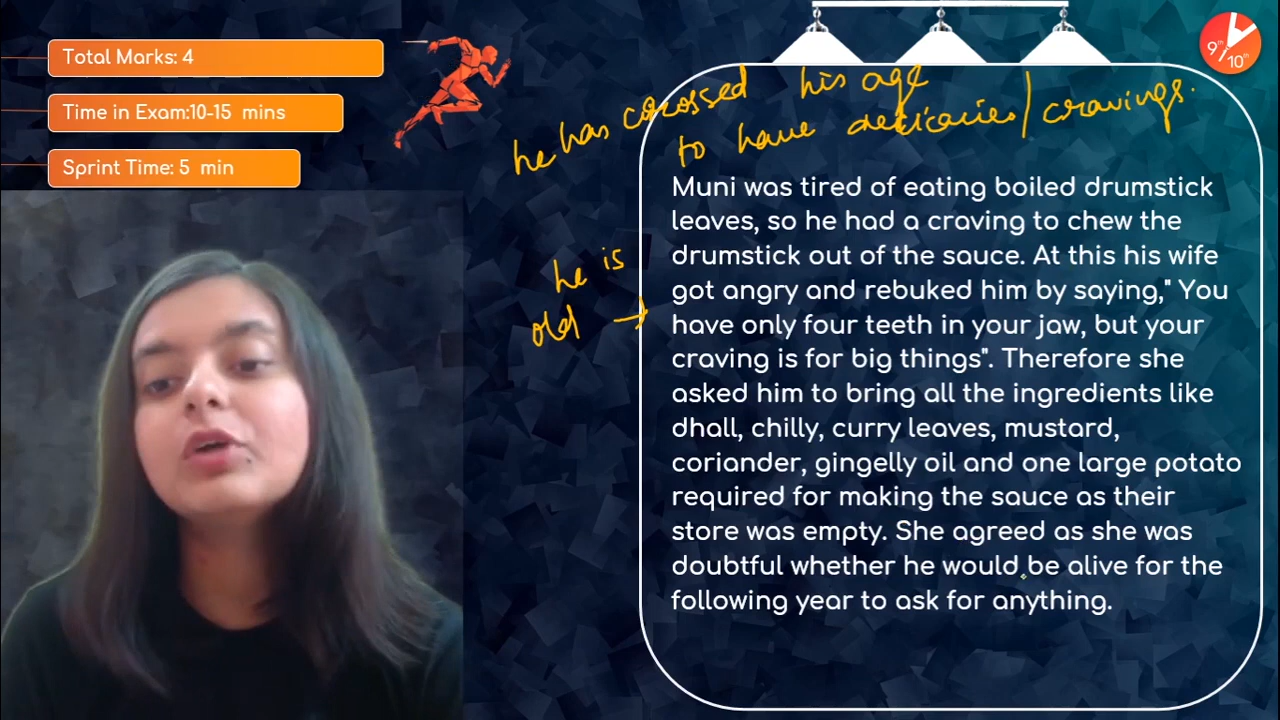 Total Marks: 4
Time in Exam:10-15 mins
Sprint Time: 5 min
9th
10th
he has corossed his age
to have delicacies/cravings.
he is
old →
Muni was tired of eating boiled drumstick
leaves, so he had a craving to chew the
drumstick out of the sauce. At this his wife
got angry and rebuked him by saying," You
have only four teeth in your jaw, but your
craving is for big things". Therefore she
asked him to bring all the ingredients like
dhall, chilly, curry leaves, mustard,
coriander, gingelly oil and one large potato
required for making the sauce as their
store was empty. She agreed as she was
doubtful whether he would be alive for the
following year to ask for anything.